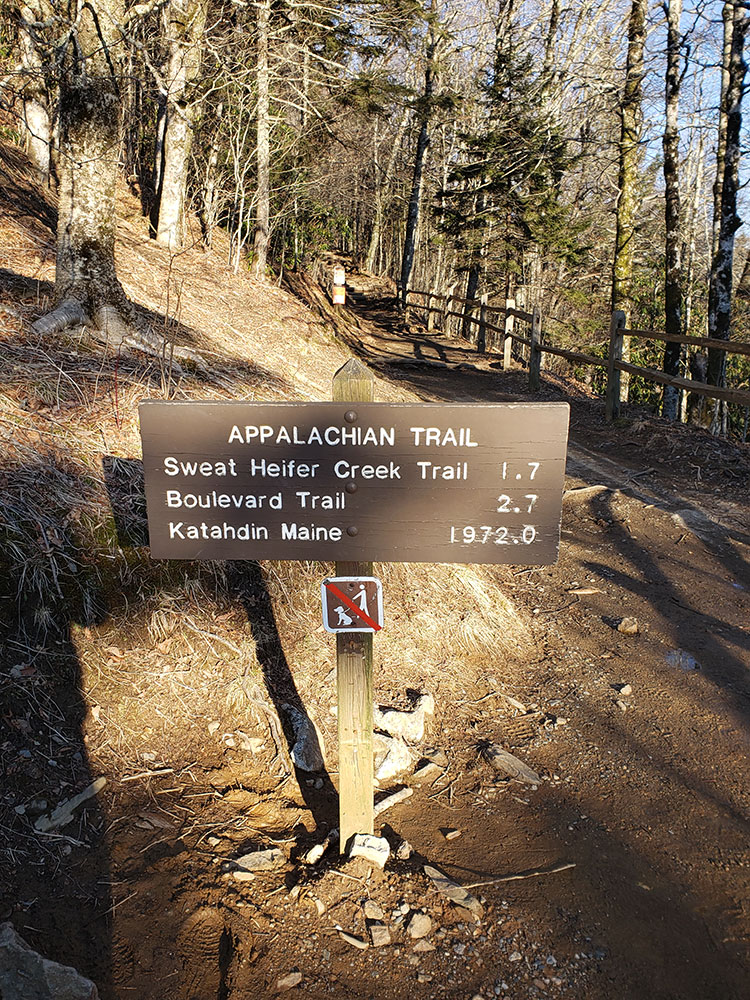 APPALACHIAN TRAIL
Sweat Heifer Creek Trail 1.7
Boulevard Trail 2.7
Katahdin Maine 1972.0